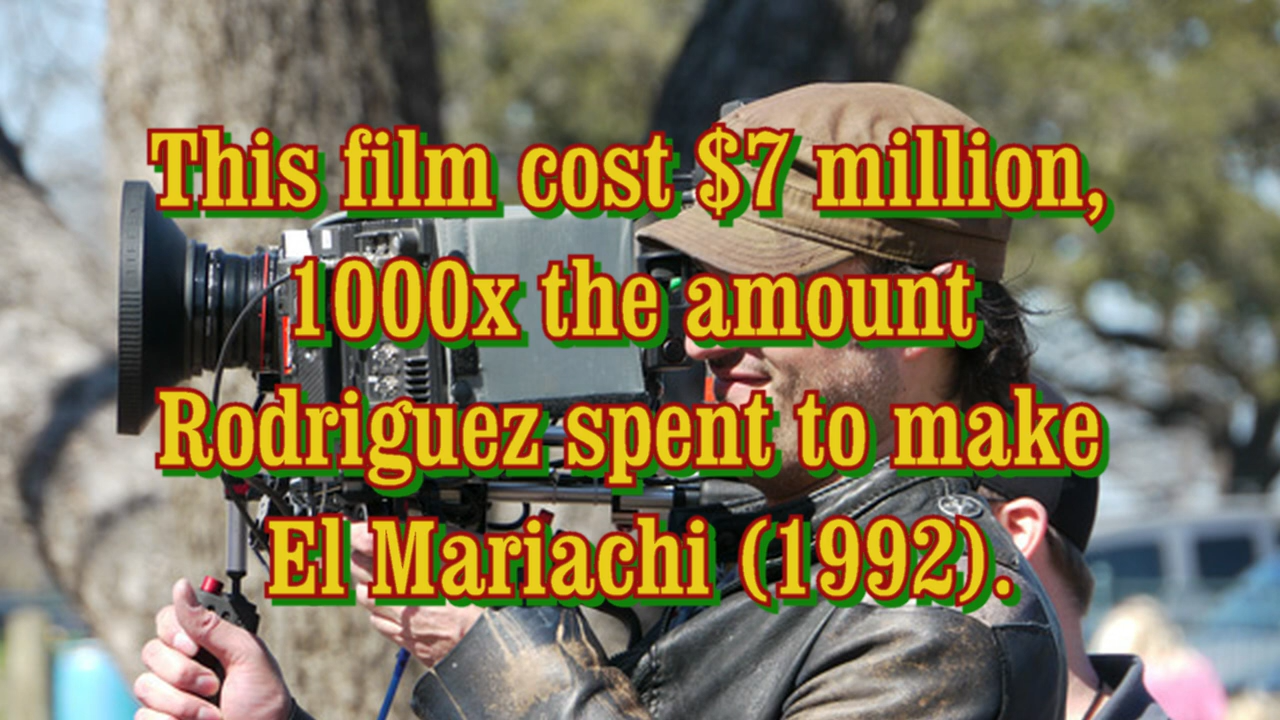 This film cost $7 million,
1000x the amount
Rodriguez spent to make
El Mariachi (1992).